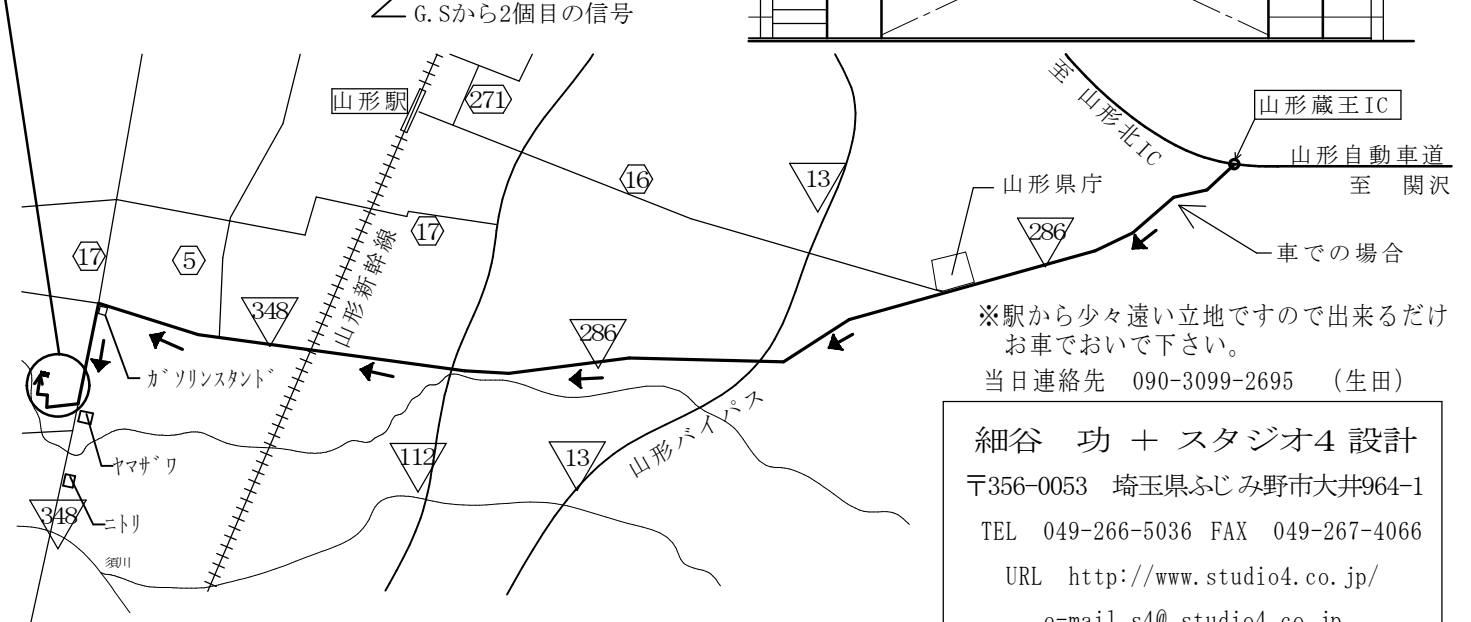 G.Sから2個目の信号
山形駅
271
至 山形北IC
山形蔵王IC
山形自動車道
至 関沢
16
13
山形県庁
286
車での場合
17
17
5
山形新幹線
348
286
※駅から少々遠い立地ですので出来るだけ
お車でおいで下さい。
当日連絡先 090-3099-2695 (生田)
ガソリンスタンド
山形バイパス
112
13
ヤマザワ
ニトリ
348
須川
細谷 功 + スタジオ4 設計
〒356-0053 埼玉県ふじみ野市大井964-1
TEL 049-266-5036 FAX 049-267-4066
URL http://www.studio4.co.jp/
e-mail s4@ studio4.co.jp